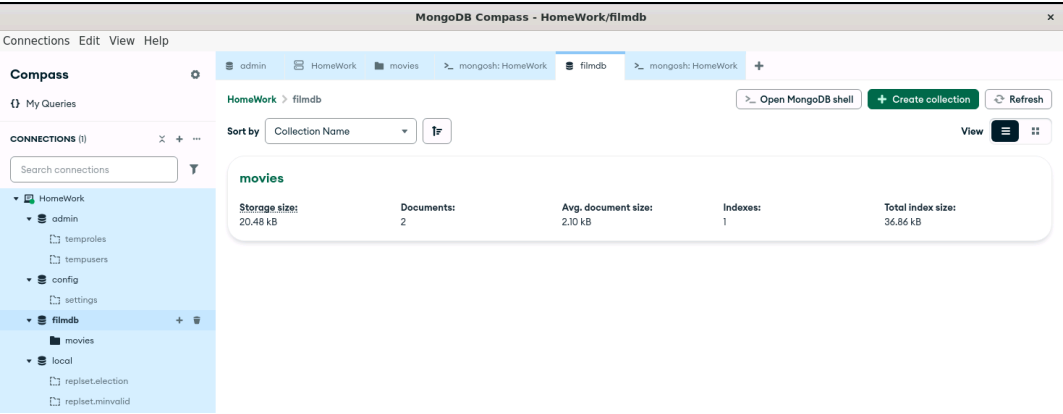 MongoDB Compass - HomeWork/filmdb
Connections Edit View Help
Compass
My Queries
CONNECTIONS (1)
Search connections
HomeWork
admin
temproles
tempusers
config
settings
filmdb
movies
local
replset.election
replset.minvalid
admin HomeWork movies >_ mongosh: HomeWork filmdb >_ mongosh: HomeWork
HomeWork > filmdb
>_ Open MongoDB shell + Create collection Refresh
Sort by Collection Name View
movies
Storage size: Documents: Avg. document size: Indexes: Total index size:
20.48 kB 2 2.10 kB 1 36.86 kB